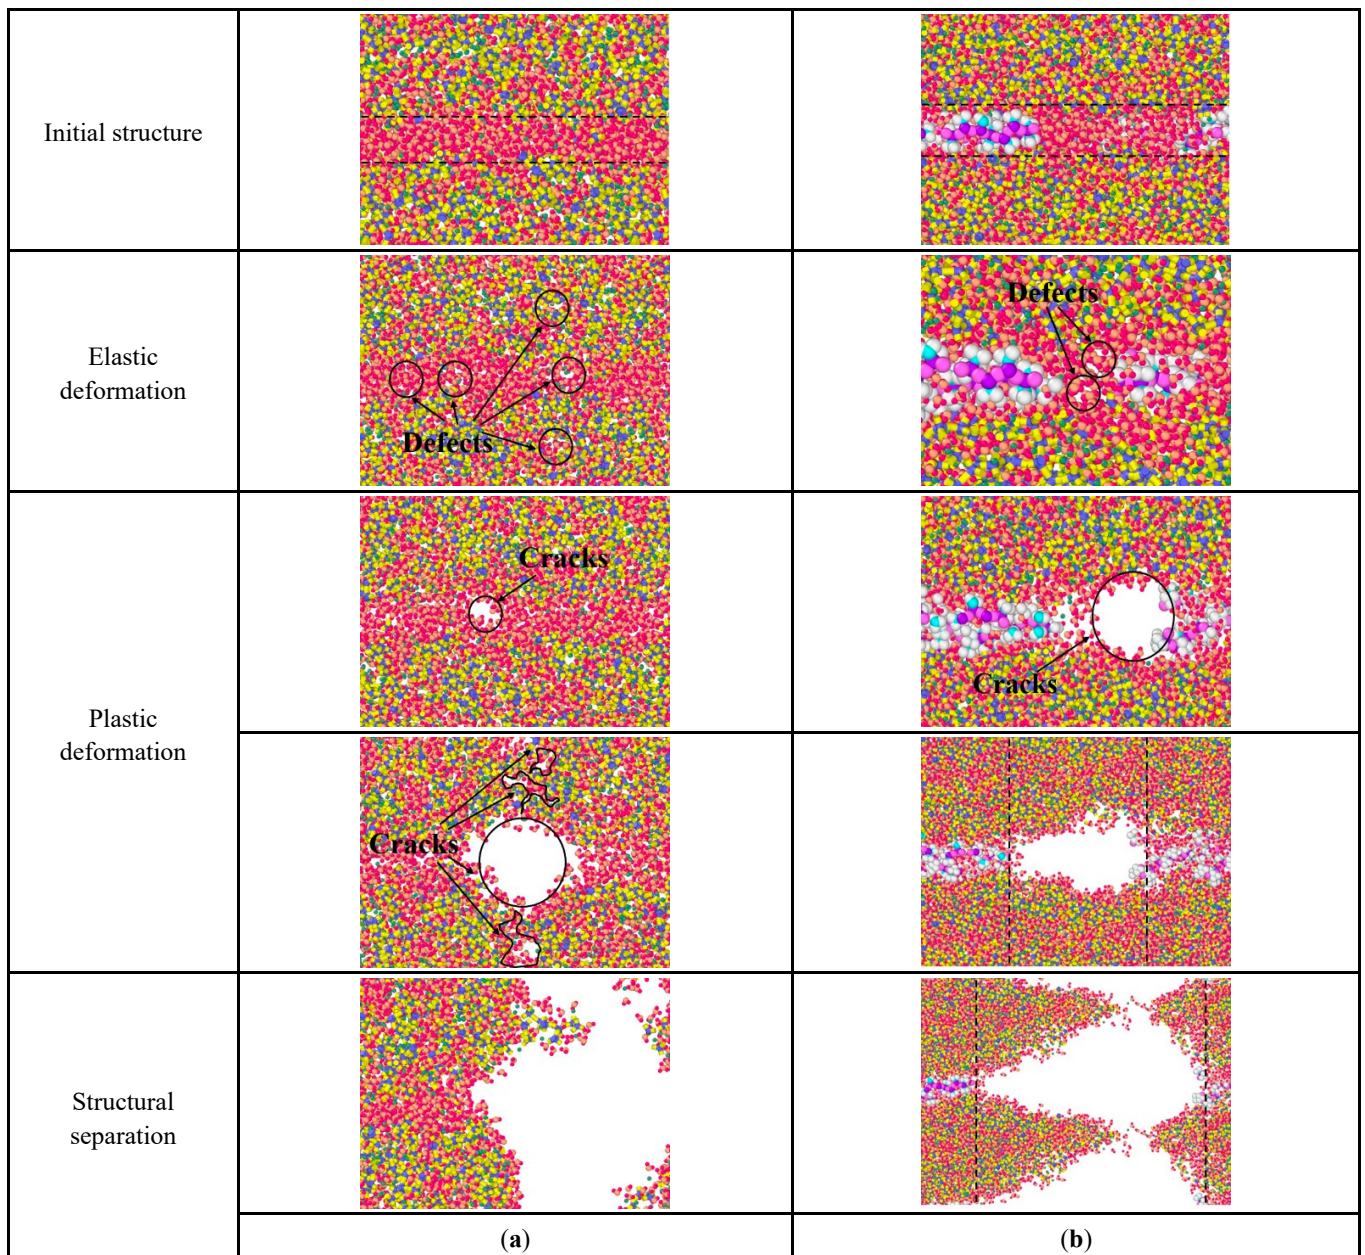 Initial structure
Elastic
deformation
Defects
Defects
Plastic
deformation
Cracks
Cracks
Cracks
Structural
separation
(a)
(b)